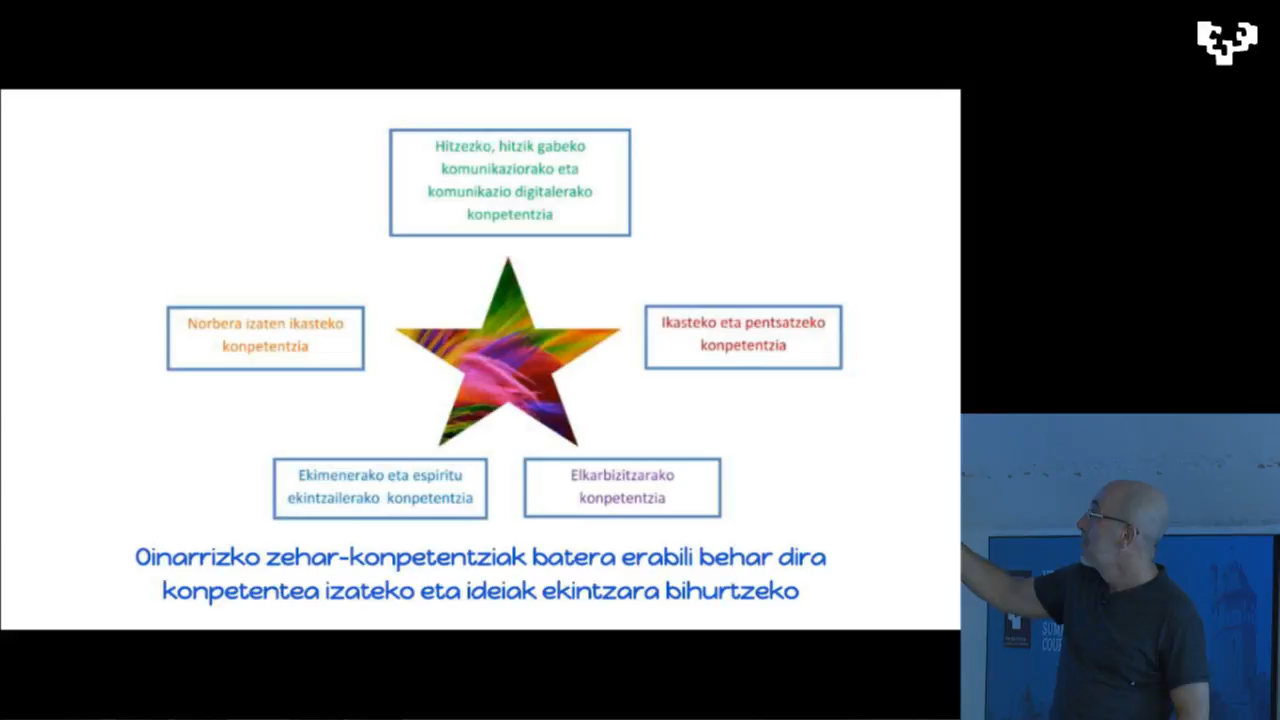 Hitzezko, hitzik gabeko
komunikaziorako eta
komunikazio digitalerako
konpetentzia
Norbera izaten ikasteko
konpetentzia
Ikasteko eta pentsatzeko
konpetentzia
Ekimenerako eta espiritu
ekintzailerako konpetentzia
Elkarbizitzarako
konpetentzia
Oinarrizko zehar-konpetentziak batera erabili behar dira
konpetentea izateko eta ideiak ekintzara bihurtzeko